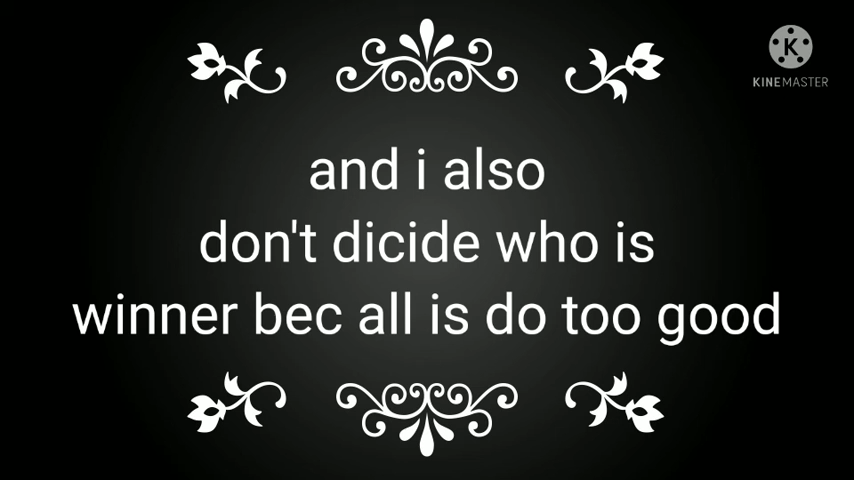 K
KINEMASTER
and i also
don't dicide who is
winner bec all is do too good